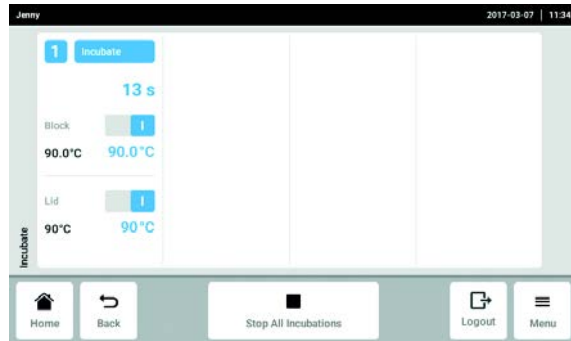 Jenny 2017-03-07 | 11:34
1 Incubate
13 s
Block I
90.0°C 90.0°C
Lid I
90°C 90°C
Incubate
Home Back Stop All Incubations Logout Menu